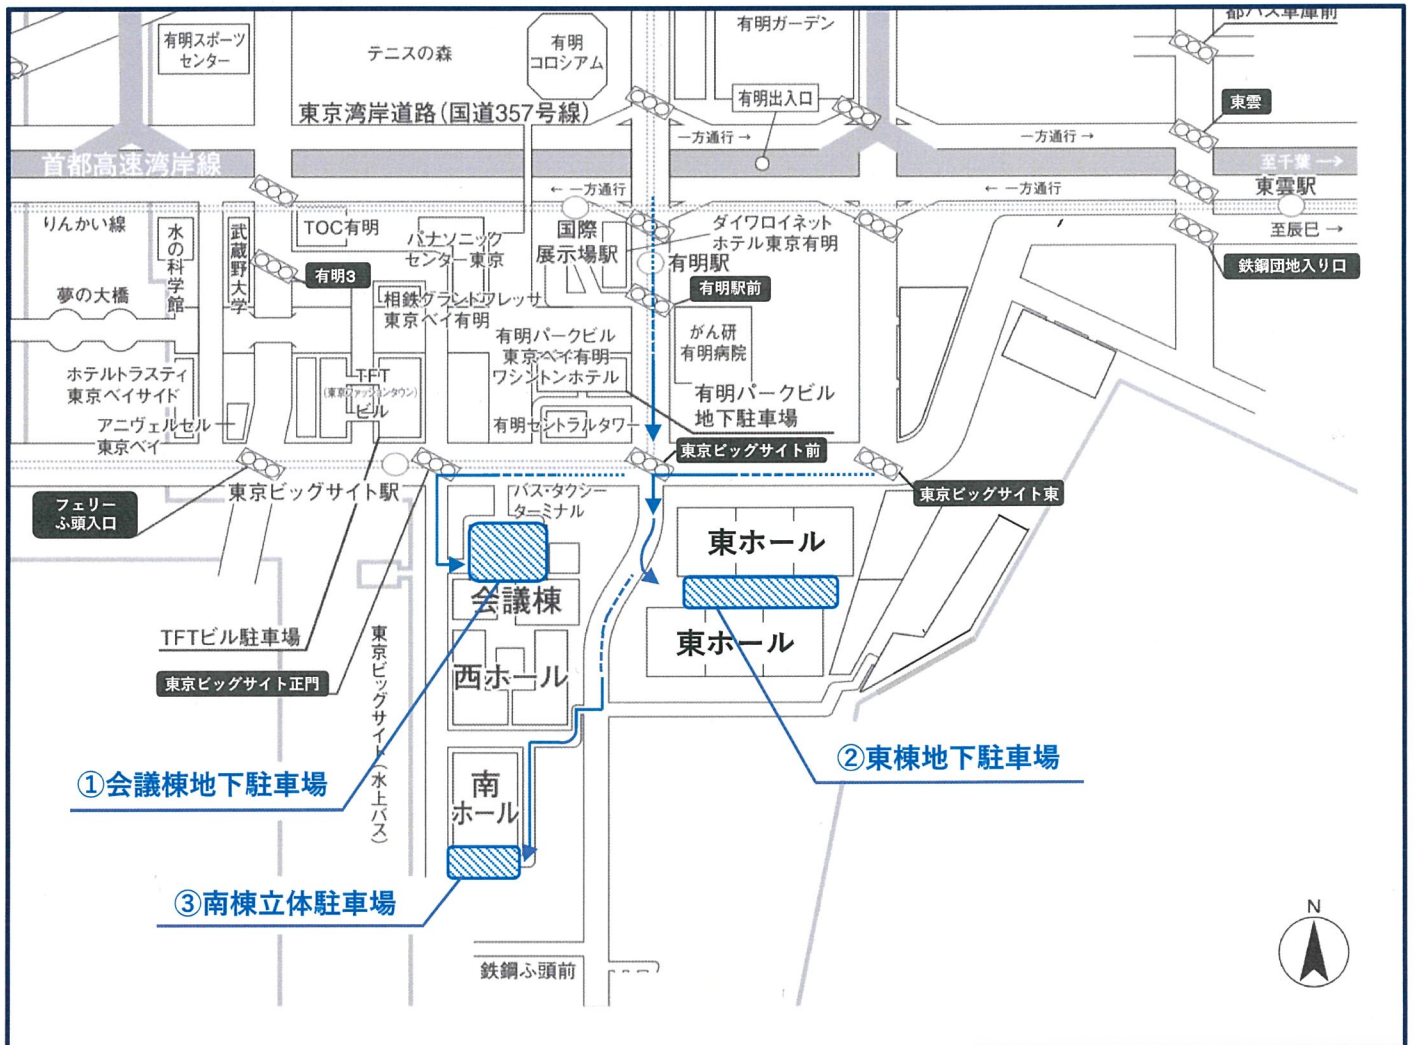 都バス車庫前
有明スポーツ
センター
テニスの森
有明
コロシアム
有明ガーデン
有明出入口
東雲
東京湾岸道路(国道357号線)
一方通行→
一方通行→
首都高速湾岸線
至千葉→
←一方通行
←一方通行
東雲駅
りんかい線
水の科学館
武蔵野大学
TOC有明
パナソニック
センター東京
国際
展示場駅
ダイワロイネット
ホテル東京有明
至辰巳→
有明3
有明駅
有明駅前
鉄鋼団地入り口
夢の大橋
相鉄グランドフレッサ
東京ベイ有明
有明パークビル
東京ベイ有明
ワシントンホテル
がん研
有明病院
ホテルトラスティ
東京ベイサイド
TFT
(東京ファッションタウン)
ビル
有明パークビル
地下駐車場
アニヴェルセル
東京ベイ
有明セントラルタワー
東京ビッグサイト前
フェリー
ふ頭入口
東京ビッグサイト駅
バス・タクシー
ターミナル
東京ビッグサイト東
東ホール
会議棟
東ホール
TFTビル駐車場
東京ビッグサイト正門
西ホール
東京ビッグサイト(水上バス)
①会議棟地下駐車場
②東棟地下駐車場
南
ホール
③南棟立体駐車場
鉄鋼ふ頭前
N